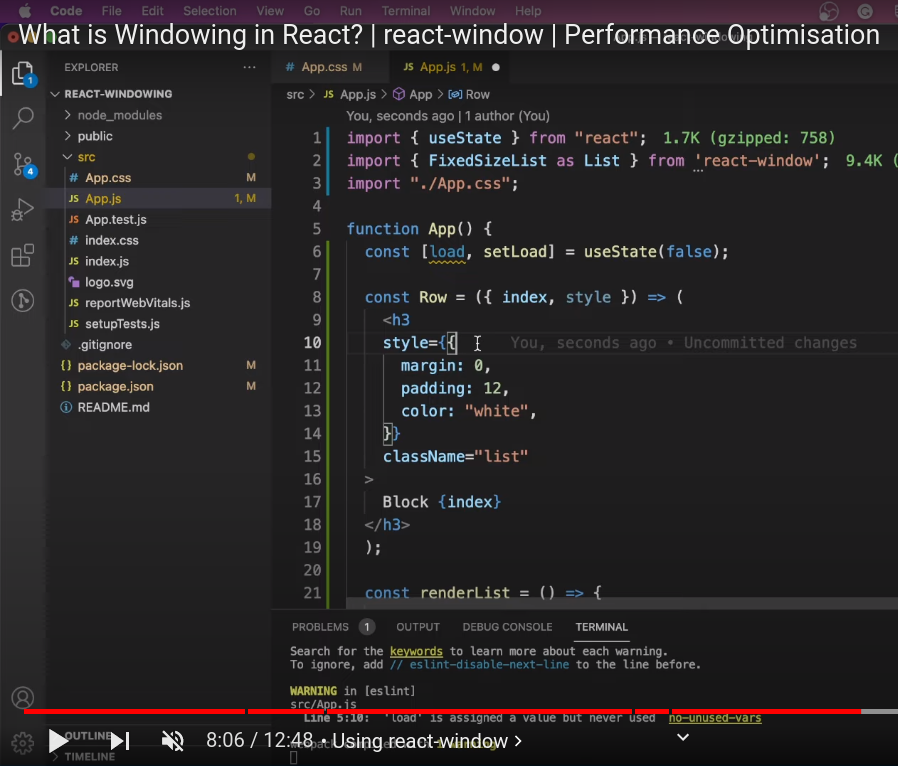 Code File Edit Selection View Go Run Terminal Window Help
What is Windowing in React? | react-window | Performance Optimisation
EXPLORER
REACT-WINDOWING
node_modules
public
src
# App.css M
JS App.js 1, M
JS App.test.js
# index.css
JS index.js
logo.svg
JS reportWebVitals.js
JS setupTests.js
.gitignore
{} package-lock.json M
{} package.json M
README.md
OUTLINE
TIMELINE
1
4
# App.css M JS App.js 1, M
src > JS App.js > App > Row
You, seconds ago | 1 author (You)
1 import { useState } from "react"; 1.7K (gzipped: 758)
2 import { FixedSizeList as List } from 'react-window'; 9.4K (
3 import "./App.css";
4
5 function App() {
6 const [load, setLoad] = useState(false);
7
8 const Row = ({ index, style }) => (
9 <h3
10 style={{ You, seconds ago • Uncommitted changes
11 margin: 0,
12 padding: 12,
13 color: "white",
14 }}
15 className="list"
16 >
17 Block {index}
18 </h3>
19 );
20
21 const renderList = () => {
PROBLEMS 1 OUTPUT DEBUG CONSOLE TERMINAL
Search for the keywords to learn more about each warning.
To ignore, add // eslint-disable-next-line to the line before.
WARNING in [eslint]
src/App.js
Line 5:10: 'load' is assigned a value but never used no-unused-vars
8:06 / 12:48 • Using react-window >